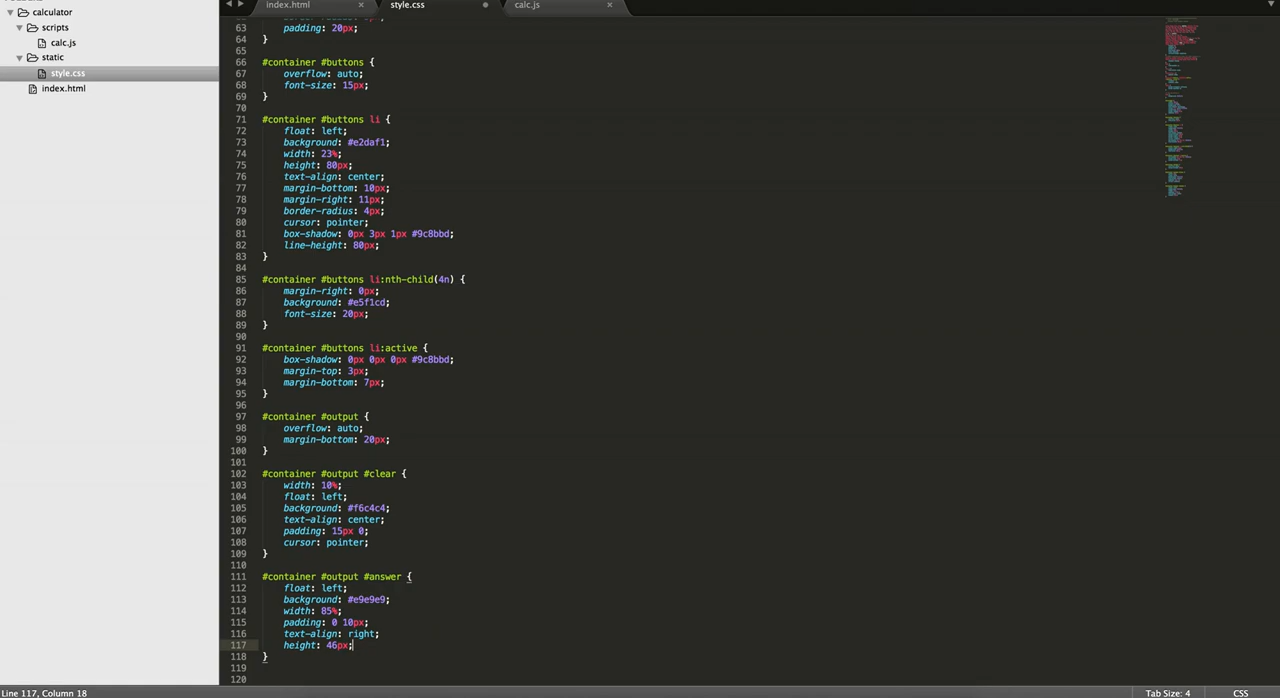 index.html × style.css calc.js ×
calculator
scripts
calc.js
static
style.css
index.html
63 padding: 20px;
64 }
65
66 #container #buttons {
67 overflow: auto;
68 font-size: 15px;
69 }
70
71 #container #buttons li {
72 float: left;
73 background: #e2daf1;
74 width: 23%;
75 height: 80px;
76 text-align: center;
77 margin-bottom: 10px;
78 margin-right: 11px;
79 border-radius: 4px;
80 cursor: pointer;
81 box-shadow: 0px 3px 1px #9c8bbd;
82 line-height: 80px;
83 }
84
85 #container #buttons li:nth-child(4n) {
86 margin-right: 0px;
87 background: #e5f1cd;
88 font-size: 20px;
89 }
90
91 #container #buttons li:active {
92 box-shadow: 0px 0px 0px #9c8bbd;
93 margin-top: 3px;
94 margin-bottom: 7px;
95 }
96
97 #container #output {
98 overflow: auto;
99 margin-bottom: 20px;
100 }
101
102 #container #output #clear {
103 width: 10%;
104 float: left;
105 background: #f6c4c4;
106 text-align: center;
107 padding: 15px 0;
108 cursor: pointer;
109 }
110
111 #container #output #answer {
112 float: left;
113 background: #e9e9e9;
114 width: 85%;
115 padding: 0 10px;
116 text-align: right;
117 height: 46px;
118 }
119
120
Line 117, Column 18 Tab Size: 4 CSS